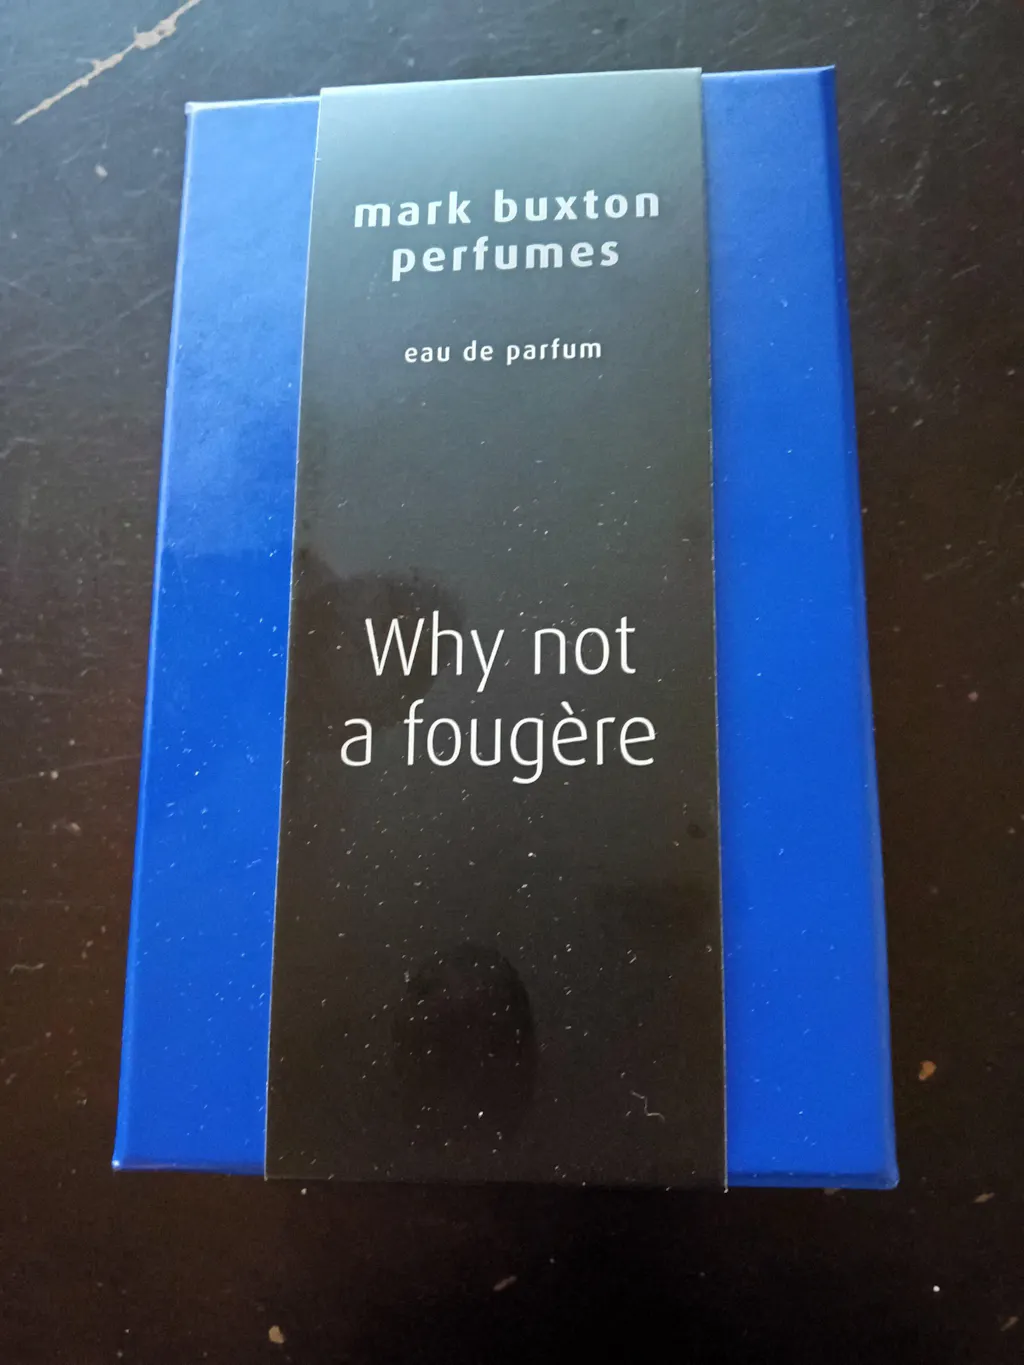 mark buxton
perfumes
eau de parfum
Why not
a fougère